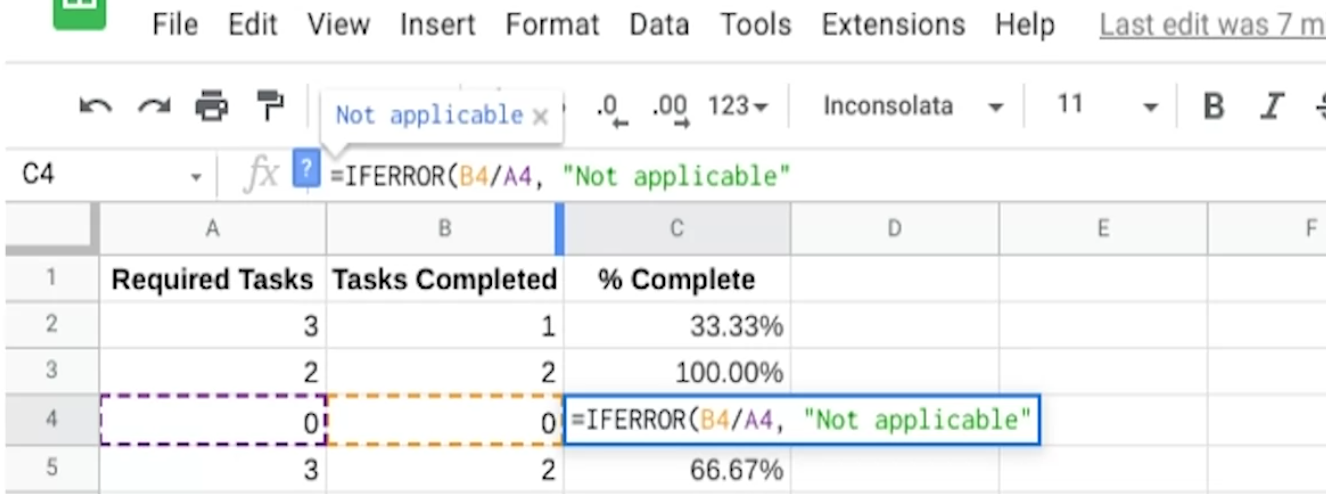 File Edit View Insert Format Data Tools Extensions Help Last edit was 7 m
Not applicable ×
.0 .00 123 Inconsolata 11 B I S
C4 fx ? =IFERROR(B4/A4, "Not applicable"
A B C D E F
1 Required Tasks Tasks Completed % Complete
2 3 1 33.33%
3 2 2 100.00%
4 0 0 =IFERROR(B4/A4, "Not applicable"
5 3 2 66.67%